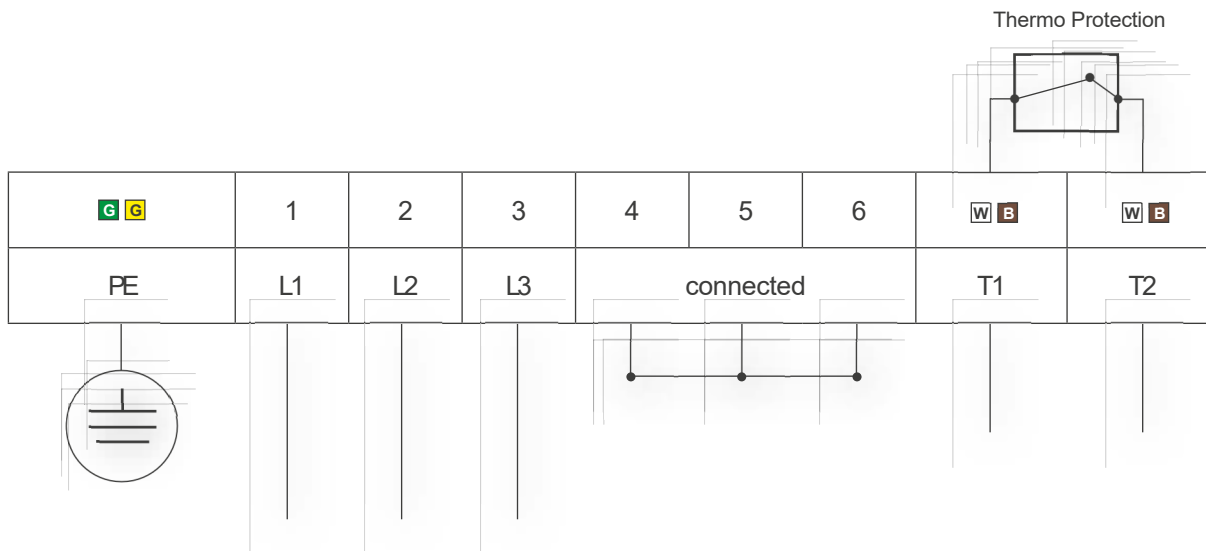 Thermo Protection
G G 1 2 3 4 5 6 W B W B
PE L1 L2 L3 connected T1 T2